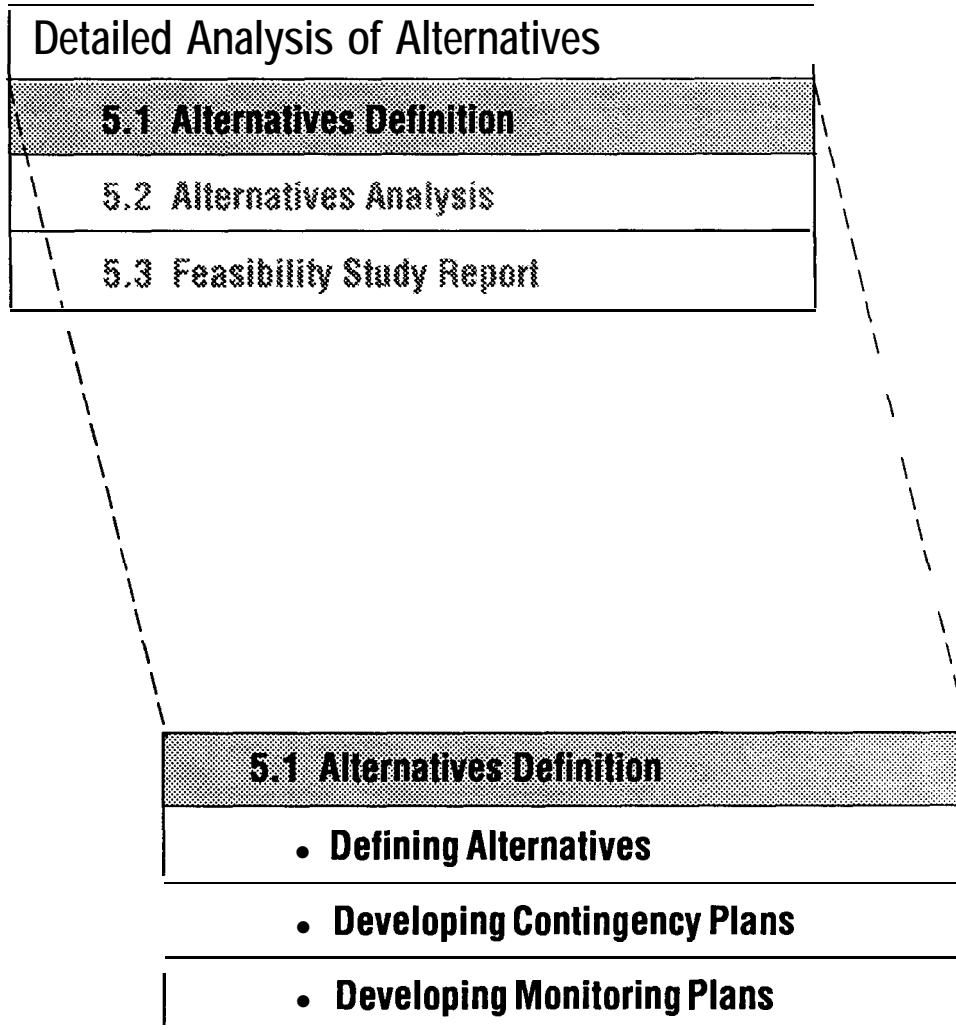 Detailed Analysis of Alternatives
5.1 Alternatives Definition
5.2 Alternatives Analysis
5.3 Feasibility Study Report
5.1 Alternatives Definition
• Defining Alternatives
• Developing Contingency Plans
• Developing Monitoring Plans